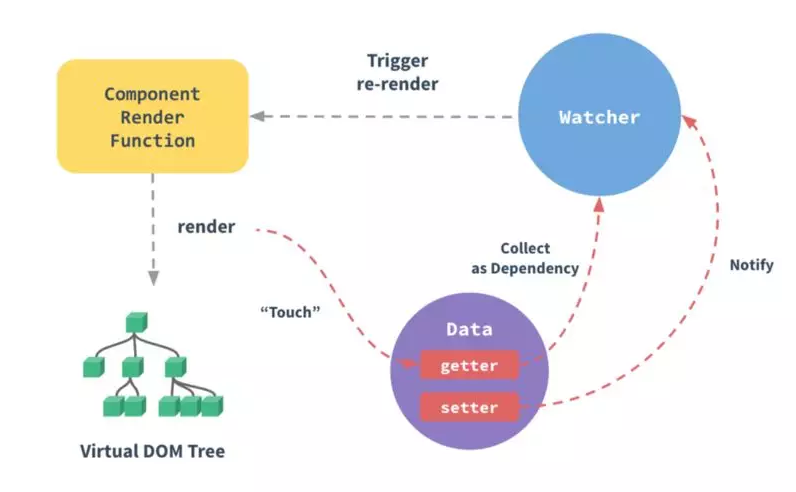 Trigger
re-render
Component
Render
Function
Watcher
render
Collect
as Dependency
Notify
“Touch”
Data
getter
setter
Virtual DOM Tree